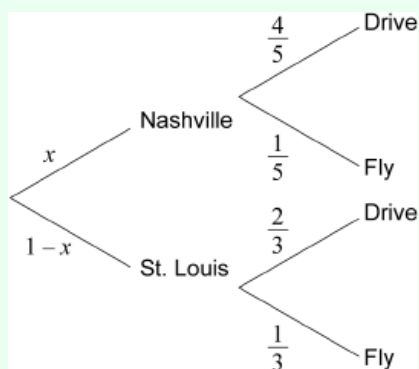 4/5
Drive
Nashville
x
1/5
Fly
2/3
Drive
1 – x
St. Louis
1/3
Fly